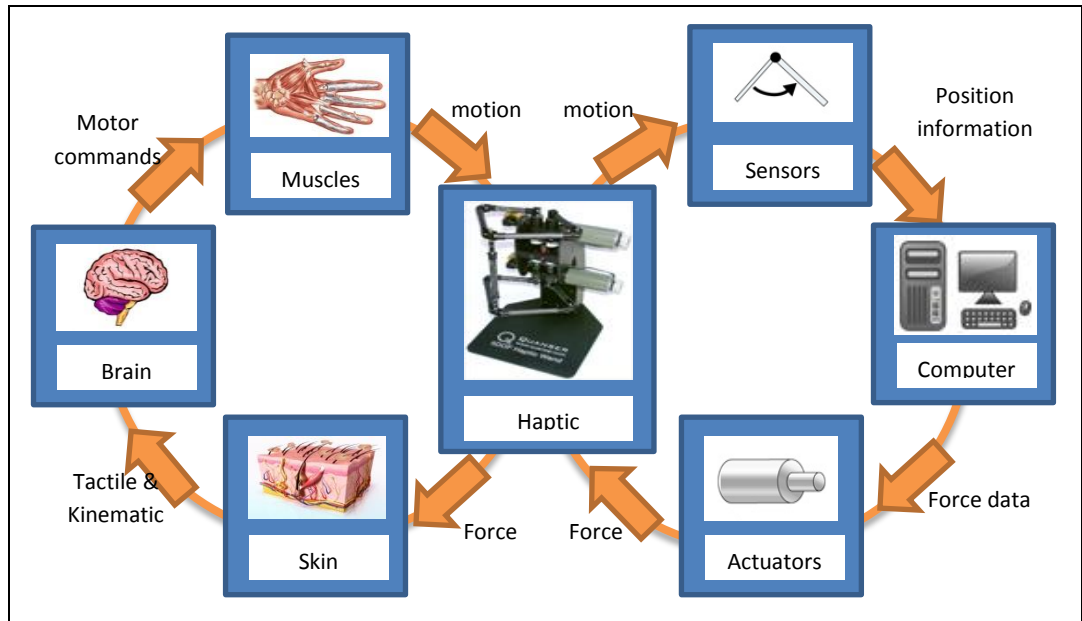 Motor
commands
motion
motion
Position
information
Muscles
Sensors
Brain
QUANSER
Haptic
Computer
Tactile &
Kinematic
Skin
Force
Force
Actuators
Force data